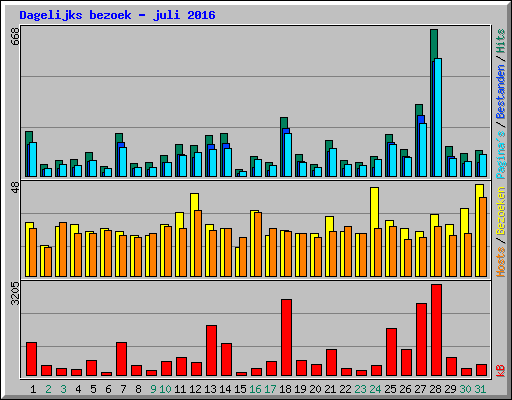 Dagelijks bezoek - juli 2016
668
48
3205
Hits / Bestanden / Pagina's
Hosts / Bezoeken
kB
1 2 3 4 5 6 7 8 9 10 11 12 13 14 15 16 17 18 19 20 21 22 23 24 25 26 27 28 29 30 31